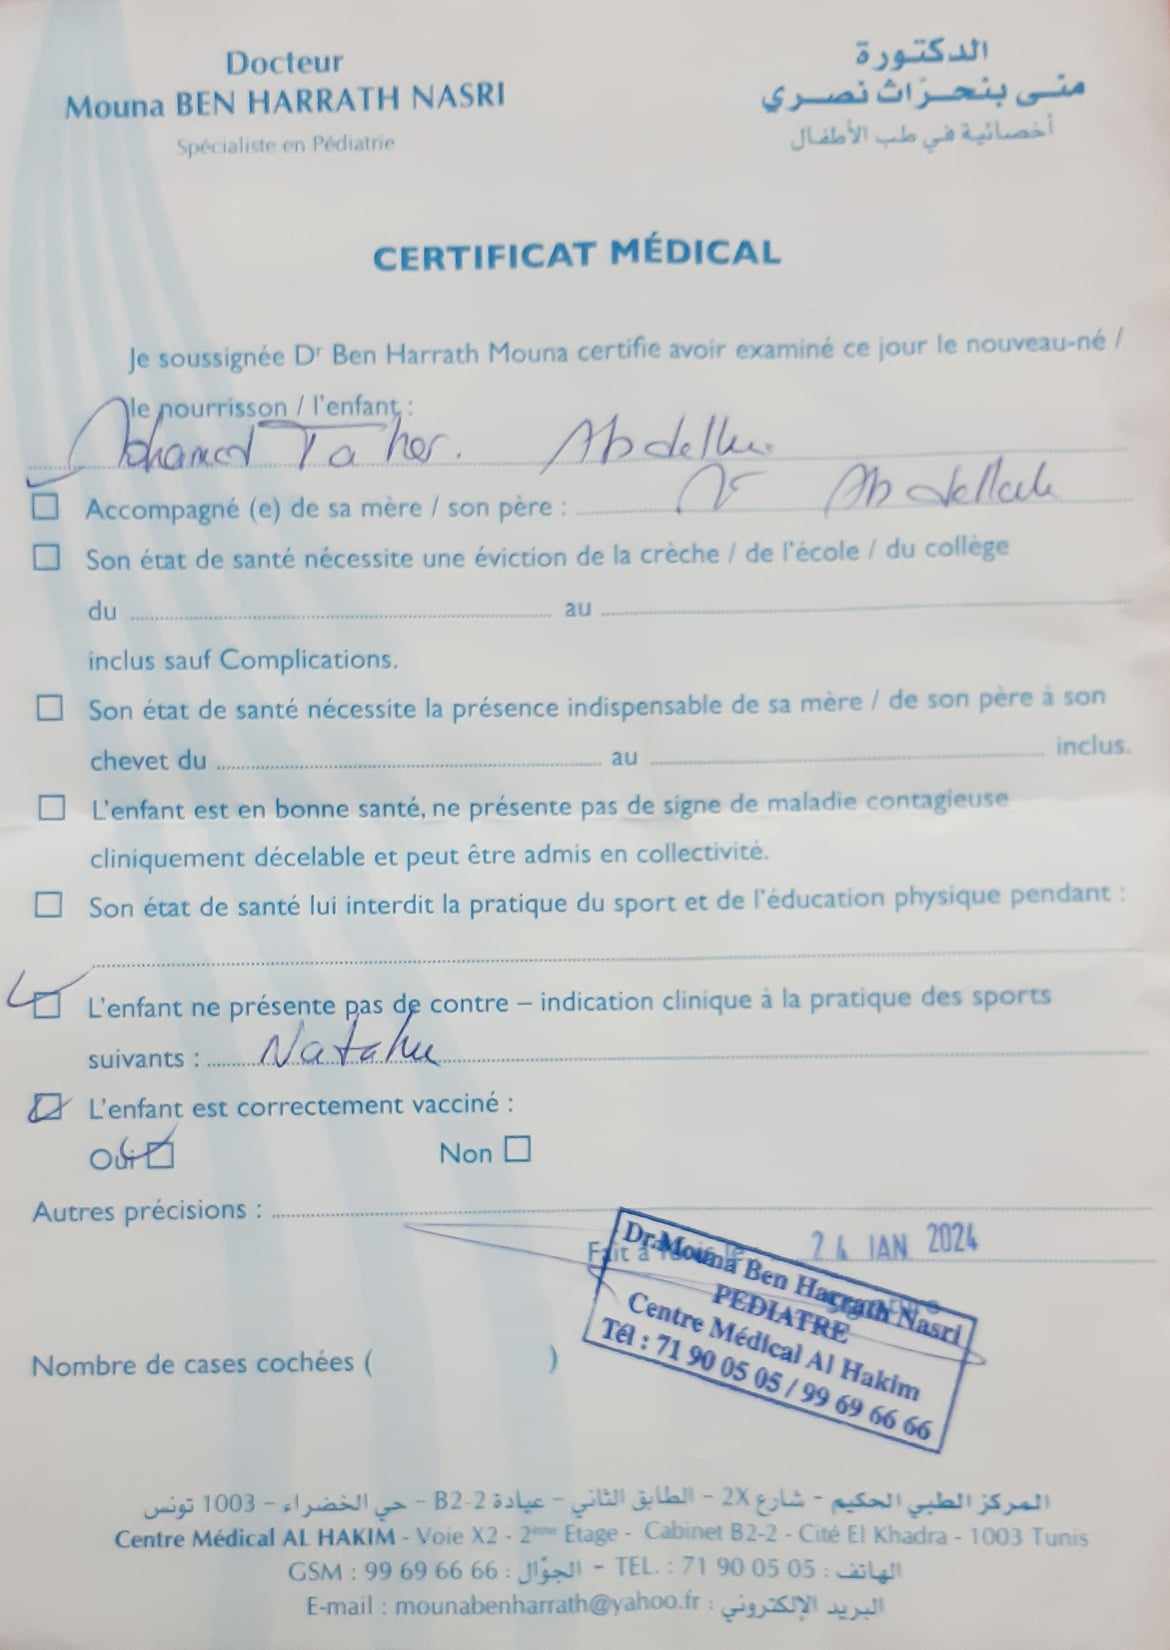 Docteur
Mouna BEN HARRATH NASRI
Spécialiste en Pédiatrie
الدكتورة
منى بنحراث نصري
أخصائية في طب الأطفال
CERTIFICAT MÉDICAL
Je soussignée Dr Ben Harrath Mouna certifie avoir examiné ce jour le nouveau-né /
le nourrisson / l'enfant :
Mohamed Taher. Abdelke.
Accompagné (e) de sa mère / son père : Mr Abdellah
Son état de santé nécessite une éviction de la crèche / de l'école / du collège
du au
inclus sauf Complications.
Son état de santé nécessite la présence indispensable de sa mère / de son père à son
chevet du au inclus.
L'enfant est en bonne santé, ne présente pas de signe de maladie contagieuse
cliniquement décelable et peut être admis en collectivité.
Son état de santé lui interdit la pratique du sport et de l'éducation physique pendant :
L'enfant ne présente pas de contre – indication clinique à la pratique des sports
suivants : Natation
L'enfant est correctement vacciné :
Oui Non
Autres précisions :
Fait à le 24 JAN 2024
Dr. Mouna Ben Harrath Nasri
PEDIATRE
Centre Médical Al Hakim
Tél : 71 90 05 05 / 99 69 66 66
Nombre de cases cochées ( )
المركز الطبي الحكيم - شارع 2X - الطابق الثاني - عيادة B2-2 - حي الخضراء - 1003 تونس
Centre Médical AL HAKIM - Voie X2 - 2ème Etage - Cabinet B2-2 - Cité El Khadra - 1003 Tunis
GSM : 99 69 66 66 : الجوّال - TEL. : 71 90 05 05 : الهاتف
E-mail : mounabenharrath@yahoo.fr : البريد الإلكتروني